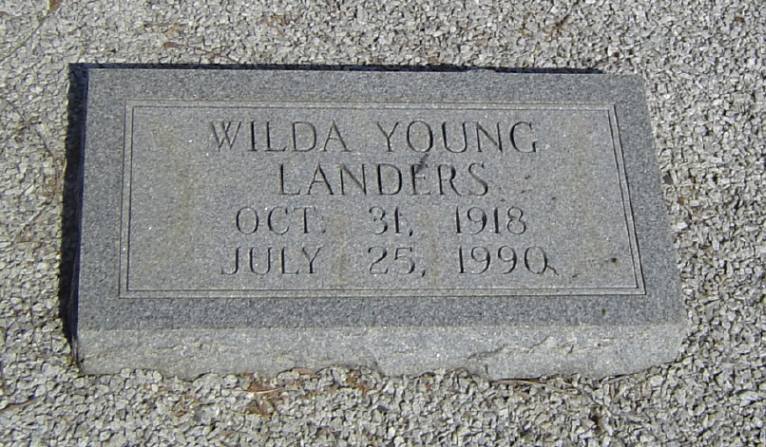 WILDA YOUNG
LANDERS
OCT. 31, 1918
JULY 25, 1990